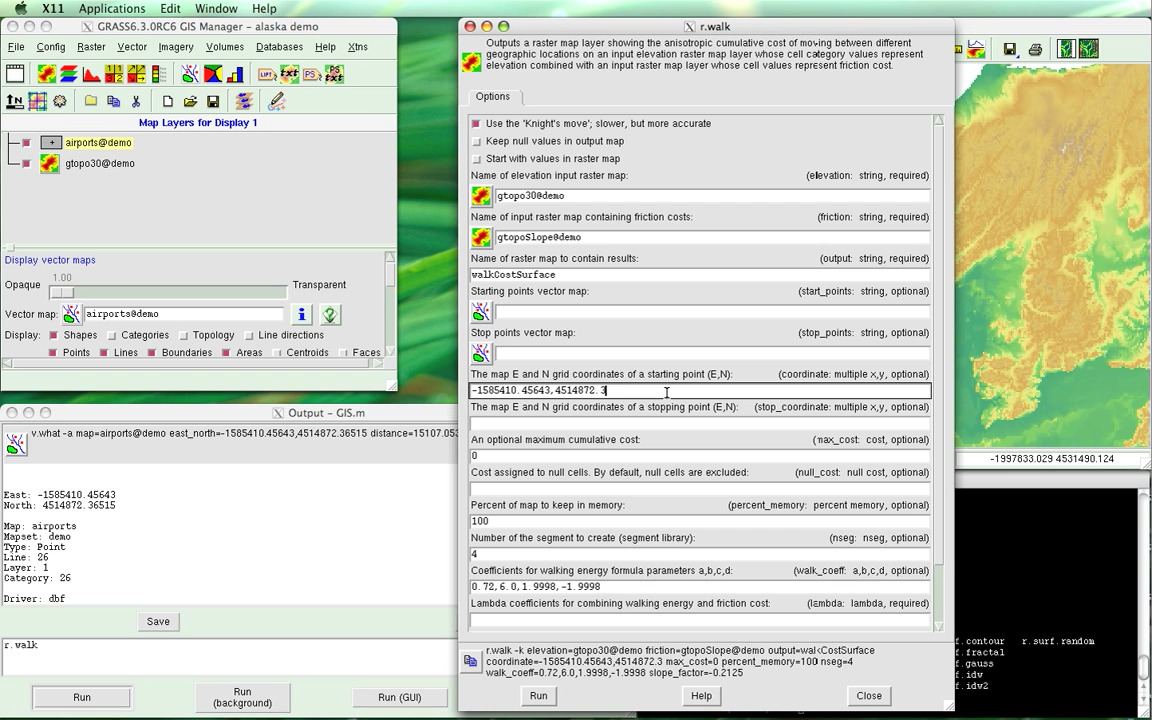 X11 Applications Edit Window Help
GRASS6.3.0RC6 GIS Manager - alaska demo
File Config Raster Vector Imagery Volumes Databases Help Xtns
Map Layers for Display 1
airports@demo
gtopo30@demo
Display vector maps
1.00
Opaque Transparent
Vector map: airports@demo
Display: Shapes Categories Topology Line directions
Points Lines Boundaries Areas Centroids Faces
Output - GIS.m
v.what -a map=airports@demo east_north=-1585410.45643,4514872.36515 distance=15107.053
East: -1585410.45643
North: 4514872.36515
Map: airports
Mapset: demo
Type: Point
Line: 26
Layer: 1
Category: 26
Driver: dbf
Save
r.walk
Run
Run
(background)
Run (GUI)
r.walk
Outputs a raster map layer showing the anisotropic cumulative cost of moving between different
geographic locations on an input elevation raster map layer whose cell category values represent
elevation combined with an input raster map layer whose cell values represent friction cost.
Options
Use the 'Knight's move'; slower, but more accurate
Keep null values in output map
Start with values in raster map
Name of elevation input raster map: (elevation: string, required)
gtopo30@demo
Name of input raster map containing friction costs: (friction: string, required)
gtopoSlope@demo
Name of raster map to contain results: (output: string, required)
walkCostSurface
Starting points vector map: (start_points: string, optional)
Stop points vector map: (stop_points: string, optional)
The map E and N grid coordinates of a starting point (E,N): (coordinate: multiple x,y, optional)
-1585410.45643,4514872.3
The map E and N grid coordinates of a stopping point (E,N): (stop_coordinate: multiple x,y, optional)
An optional maximum cumulative cost: (max_cost: cost, optional)
0
Cost assigned to null cells. By default, null cells are excluded: (null_cost: null cost, optional)
Percent of map to keep in memory: (percent_memory: percent memory, optional)
100
Number of the segment to create (segment library): (nseg: nseg, optional)
4
Coefficients for walking energy formula parameters a,b,c,d: (walk_coeff: a,b,c,d, optional)
0.72,6.0,1.9998,-1.9998
Lambda coefficients for combining walking energy and friction cost: (lambda: lambda, required)
r.walk -k elevation=gtopo30@demo friction=gtopoSlope@demo output=walkCostSurface
coordinate=-1585410.45643,4514872.3 max_cost=0 percent_memory=100 nseg=4
walk_coeff=0.72,6.0,1.9998,-1.9998 slope_factor=-0.2125
Run Help Close
-1997833.029 4531490.124
f.contour r.surf.random
f.fractal
f.gauss
f.idw
f.idw2